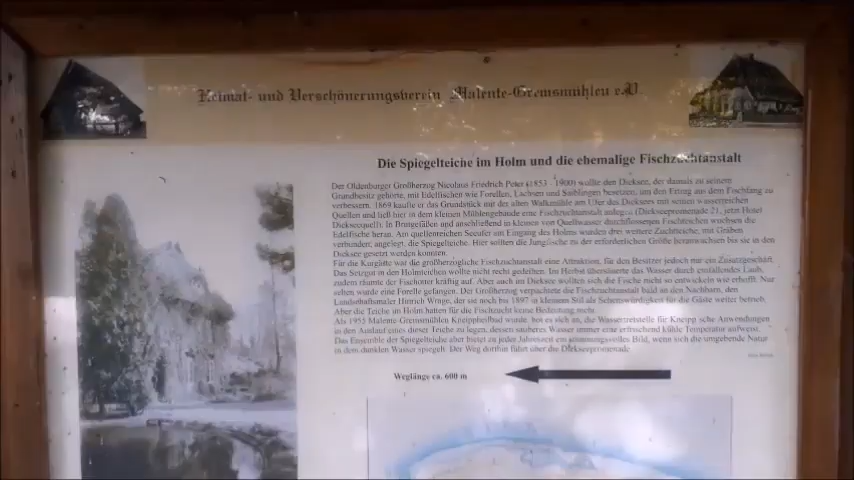 Heimat- und Verschönerungsverein Malente-Gremsmühlen e.V.
Die Spiegelteiche im Holm und die ehemalige Fischzuchtanstalt
Der Oldenburger Großherzog Nicolaus Friedrich Peter (1853 - 1900) wollte den Dieksee, der damals zu seinem
Grundbesitz gehörte, mit Edelfischen wie Forellen, Lachsen und Saiblingen besetzen, um den Ertrag aus dem Fischfang zu
verbessern. 1869 kaufte er das Grundstück mit der alten Walkmühle am Ufer des Dieksees mit seinen wasserreichen
Quellen und ließ hier in dem kleinen Mühlengebäude eine Fischzuchtanstalt anlegen (Diekseepromenade 21, jetzt Hotel
Diekseequell). In Brutgefäßen und anschließend in kleinen von Quellwasser durchflossenen Fischteichen wuchsen die
Edelfische heran. Am quellenreichen Seeufer am Eingang des Holms wurden drei weitere Zuchtteiche, mit Gräben
verbunden, angelegt, die Spiegelteiche. Hier sollten die Jungfische zu der erforderlichen Größe heranwachsen bis sie in den
Dieksee gesetzt werden konnten.
Für die Kurgäste war die großherzogliche Fischzuchtanstalt eine Attraktion, für den Besitzer jedoch nur ein Zusatzgeschäft.
Das Setzgut in den Holmteichen wollte nicht recht gedeihen. Im Herbst übersäuerte das Wasser durch einfallendes Laub,
zudem räumte der Fischotter kräftig auf. Aber auch im Dieksee wollten sich die Fische nicht so entwickeln wie erhofft. Nur
selten wurde eine Forelle gefangen. Der Großherzog verpachtete die Fischzuchtanstalt bald an den Nachbarn, den
Landschaftsmaler Hinrich Wrage, der sie noch bis 1897 in kleinem Stil als Sehenswürdigkeit für die Gäste weiter betrieb.
Aber die Teiche im Holm hatten für die Fischzucht keine Bedeutung mehr.
Als 1955 Malente-Gremsmühlen Kneippheilbad wurde, bot es sich an, die Wassertretstelle für Kneipp'sche Anwendungen
in den Auslauf eines dieser Teiche zu legen, dessen sauberes Wasser immer eine erfrischend kühle Temperatur aufweist.
Das Ensemble der Spiegelteiche aber bietet zu jeder Jahreszeit ein stimmungsvolles Bild, wenn sich die umgebende Natur
in dem dunklen Wasser spiegelt. Der Weg dorthin führt über die Diekseepromenade.
Weglänge ca. 600 m